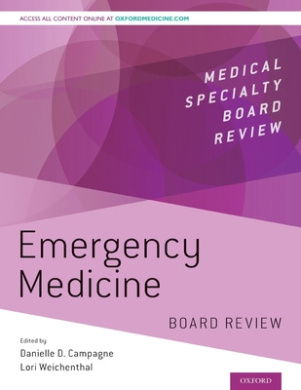 ACCESS ALL CONTENT ONLINE AT OXFORDMEDICINE.COM
MEDICAL
SPECIALTY
BOARD
REVIEW
Emergency
Medicine
BOARD REVIEW
Edited by
Danielle D. Campagne
Lori Weichenthal
OXFORD